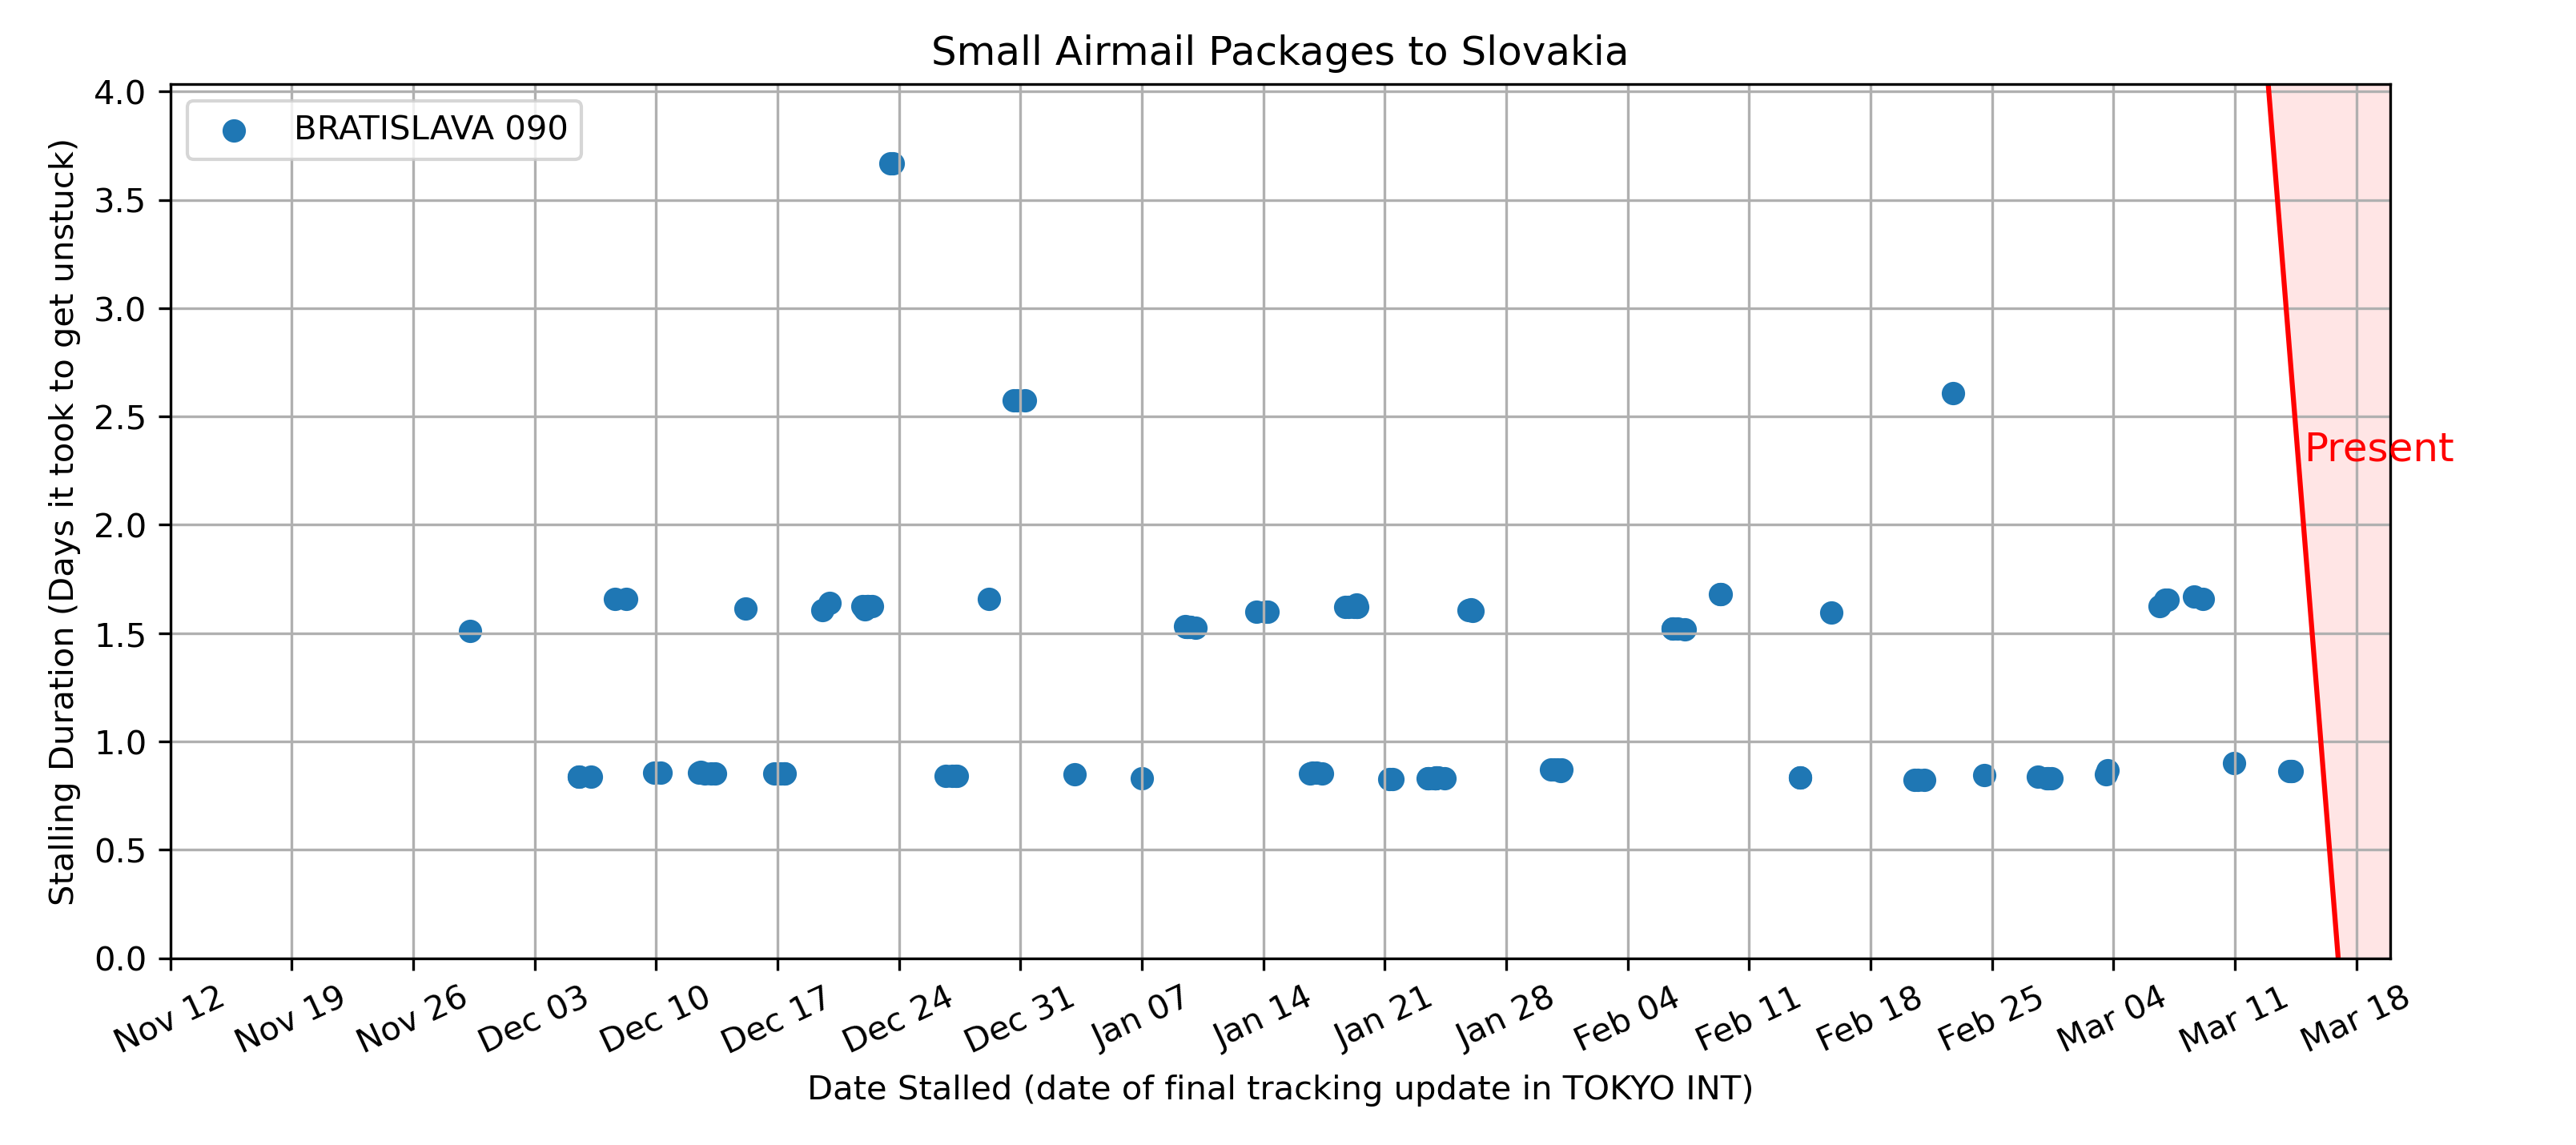 Small Airmail Packages to Slovakia
BRATISLAVA 090
4.0
3.5
3.0
2.5
2.0
1.5
1.0
0.5
0.0
Stalling Duration (Days it took to get unstuck)
Present
Nov 12
Nov 19
Nov 26
Dec 03
Dec 10
Dec 17
Dec 24
Dec 31
Jan 07
Jan 14
Jan 21
Jan 28
Feb 04
Feb 11
Feb 18
Feb 25
Mar 04
Mar 11
Mar 18
Date Stalled (date of final tracking update in TOKYO INT)